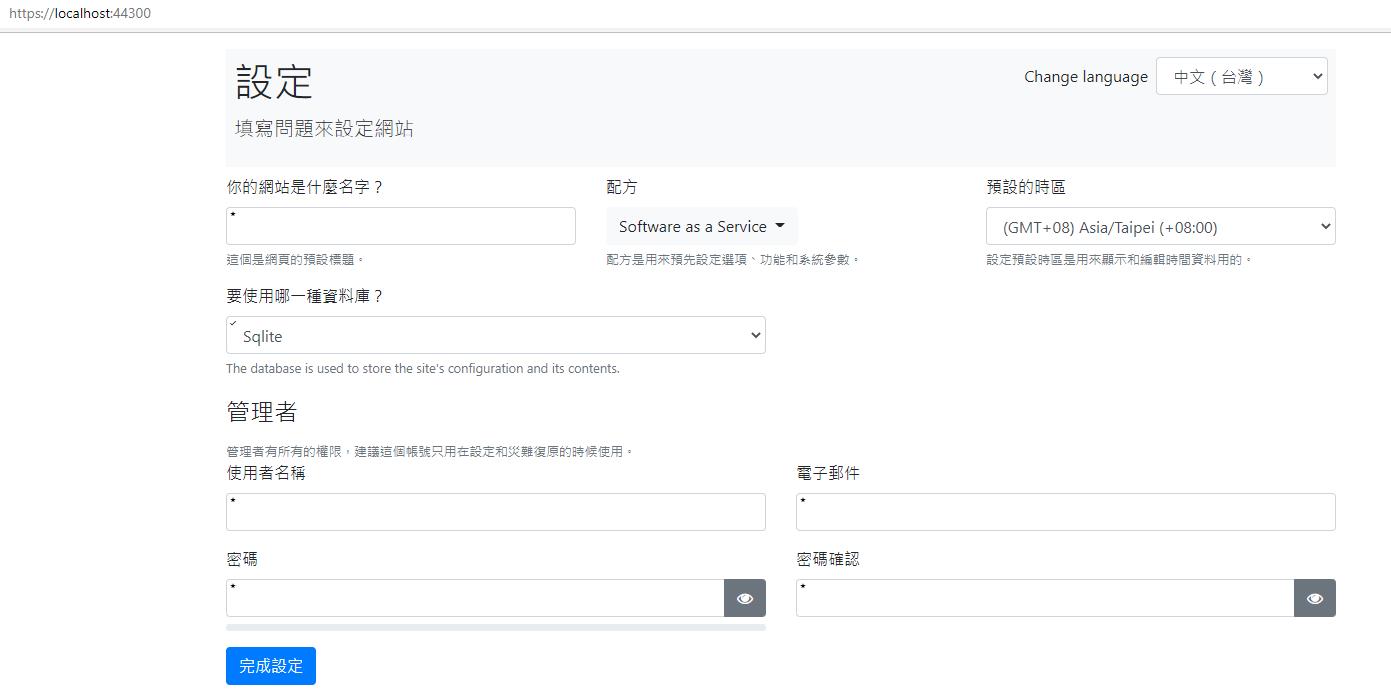 https://localhost:44300
設定
Change language
中文 ( 台灣 )
填寫問題來設定網站
你的網站是什麼名字？
配方
預設的時區
*
Software as a Service
(GMT+08) Asia/Taipei (+08:00)
這個是網頁的預設標題。
配方是用來預先設定選項、功能和系統參數。
設定預設時區是用來顯示和編輯時間資料用的。
要使用哪一種資料庫？
Sqlite
The database is used to store the site's configuration and its contents.
管理者
管理者有所有的權限，建議這個帳號只用在設定和災難復原的時候使用。
使用者名稱
電子郵件
*
*
密碼
密碼確認
*
*
完成設定